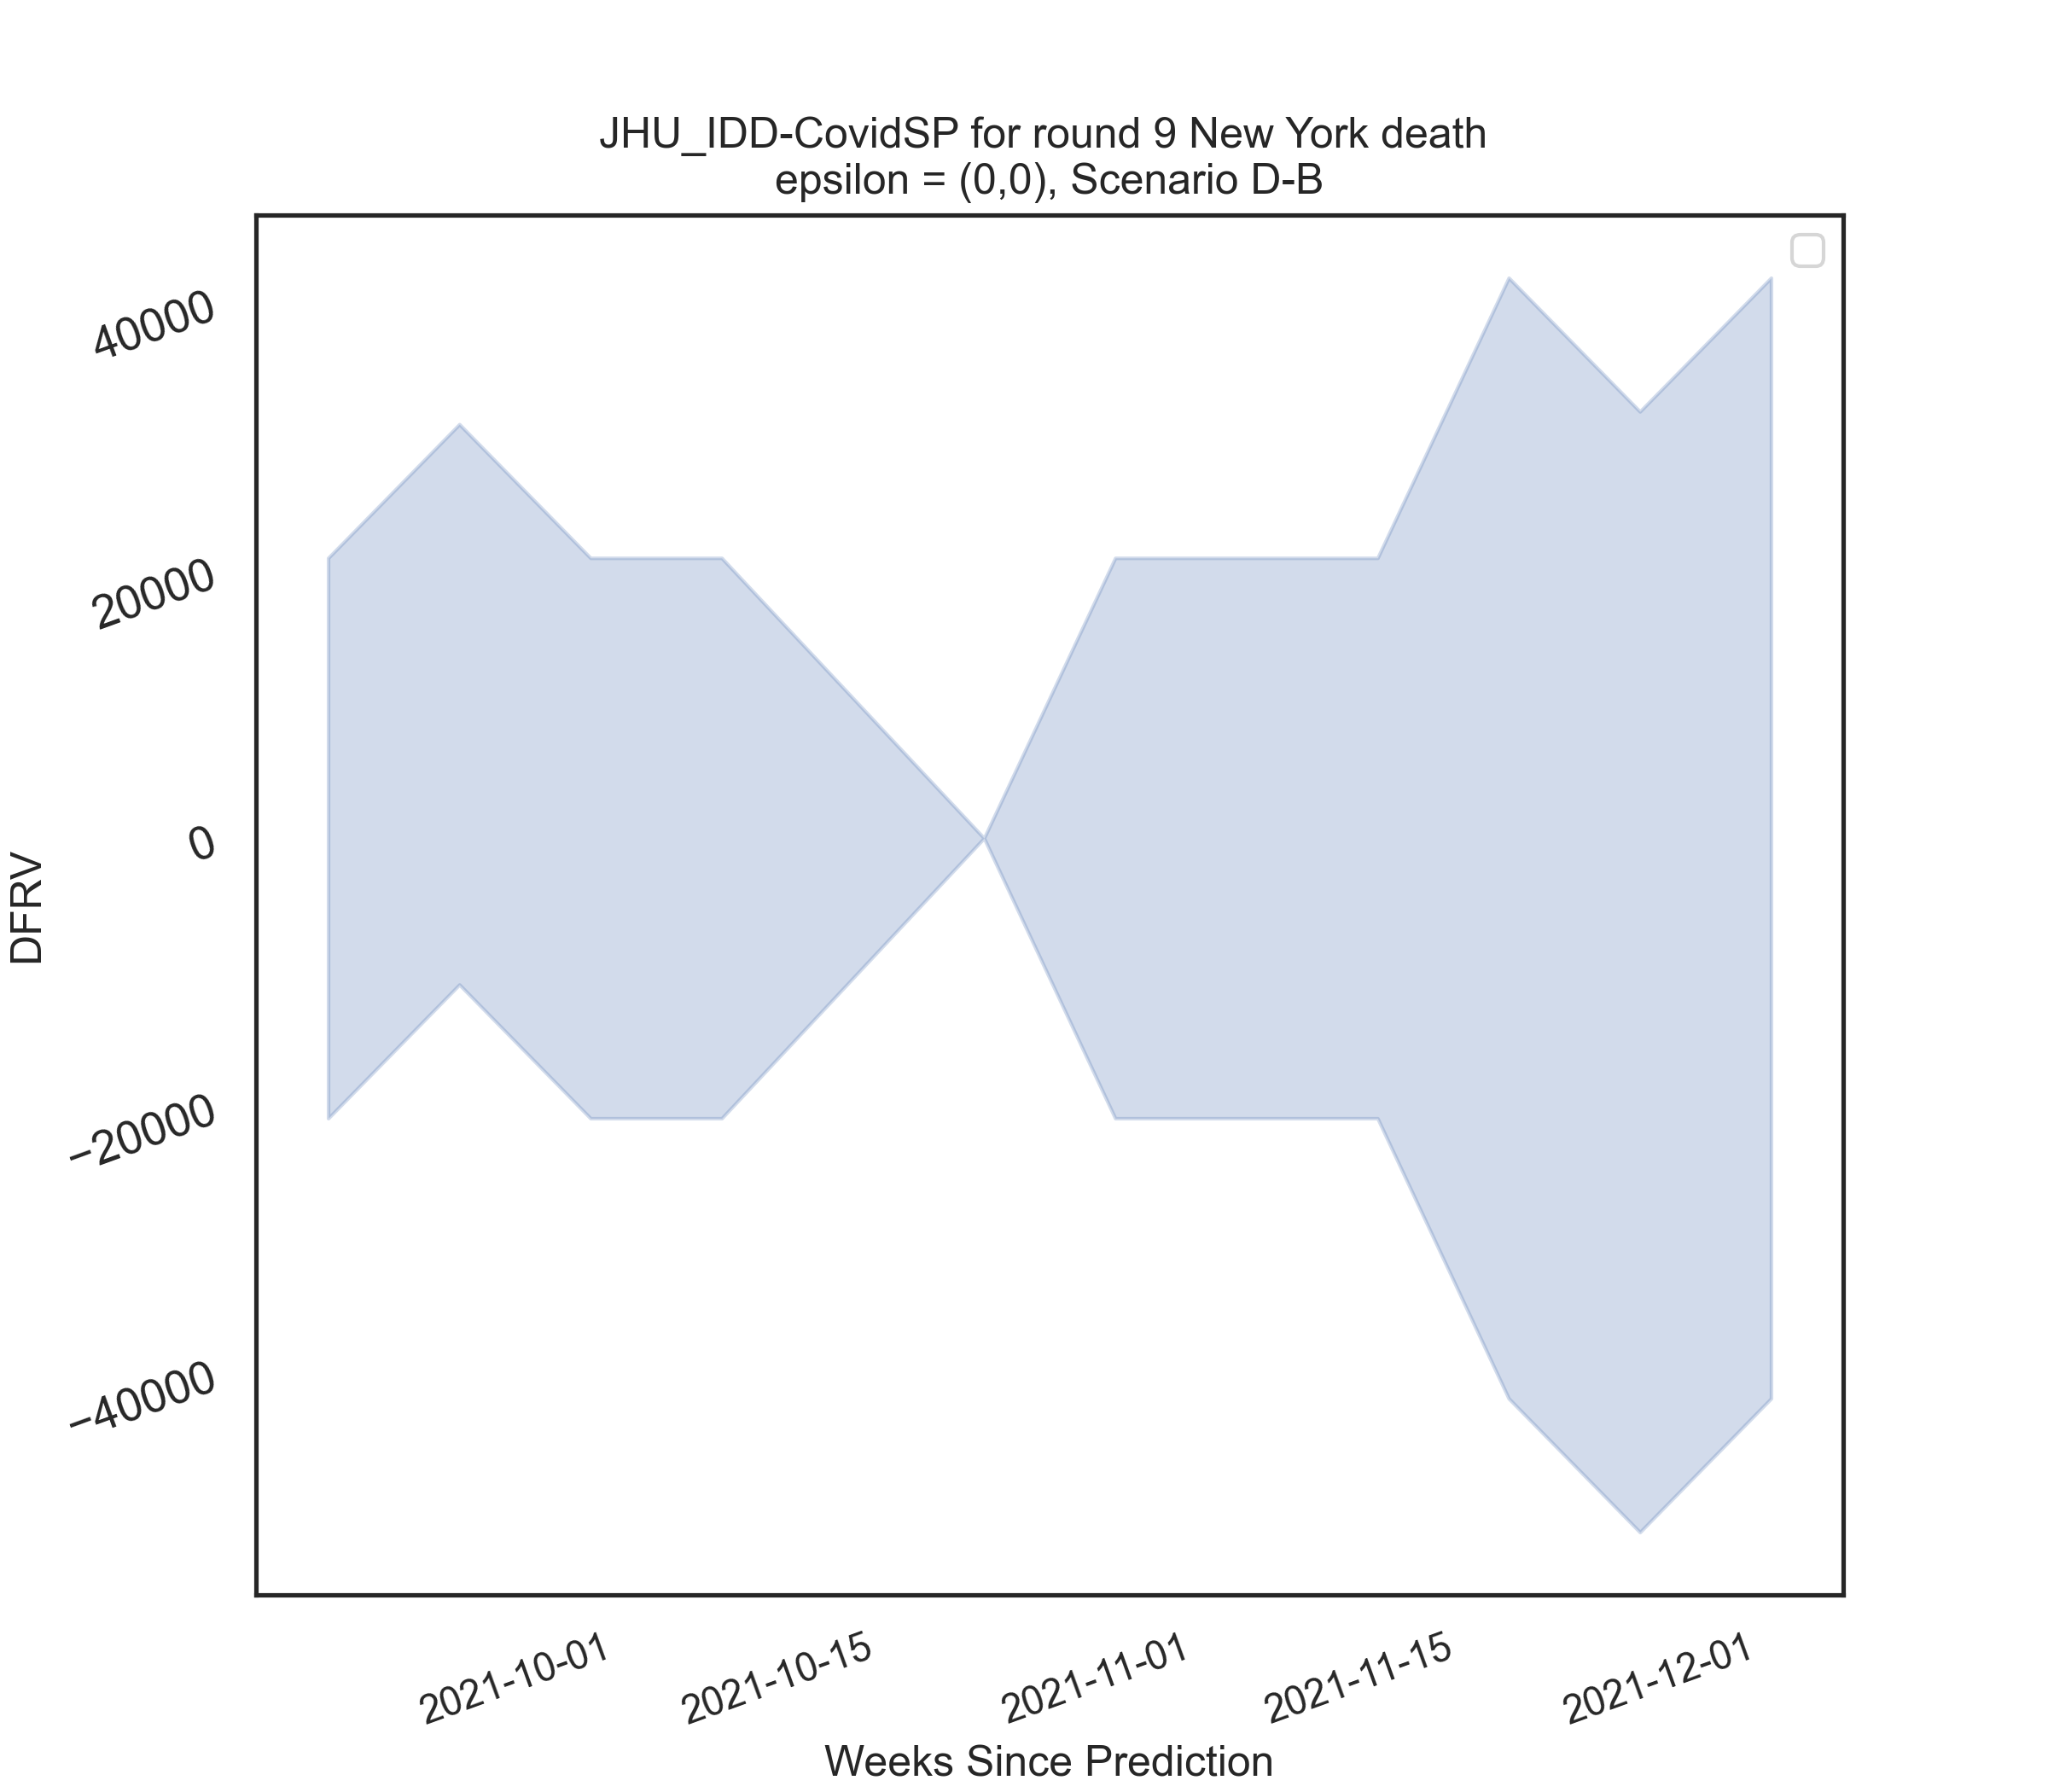 JHU_IDD-CovidSP for round 9 New York death
epsilon = (0,0), Scenario D-B
40000
20000
0
−20000
−40000
DFRV
2021-10-01
2021-10-15
2021-11-01
2021-11-15
2021-12-01
Weeks Since Prediction